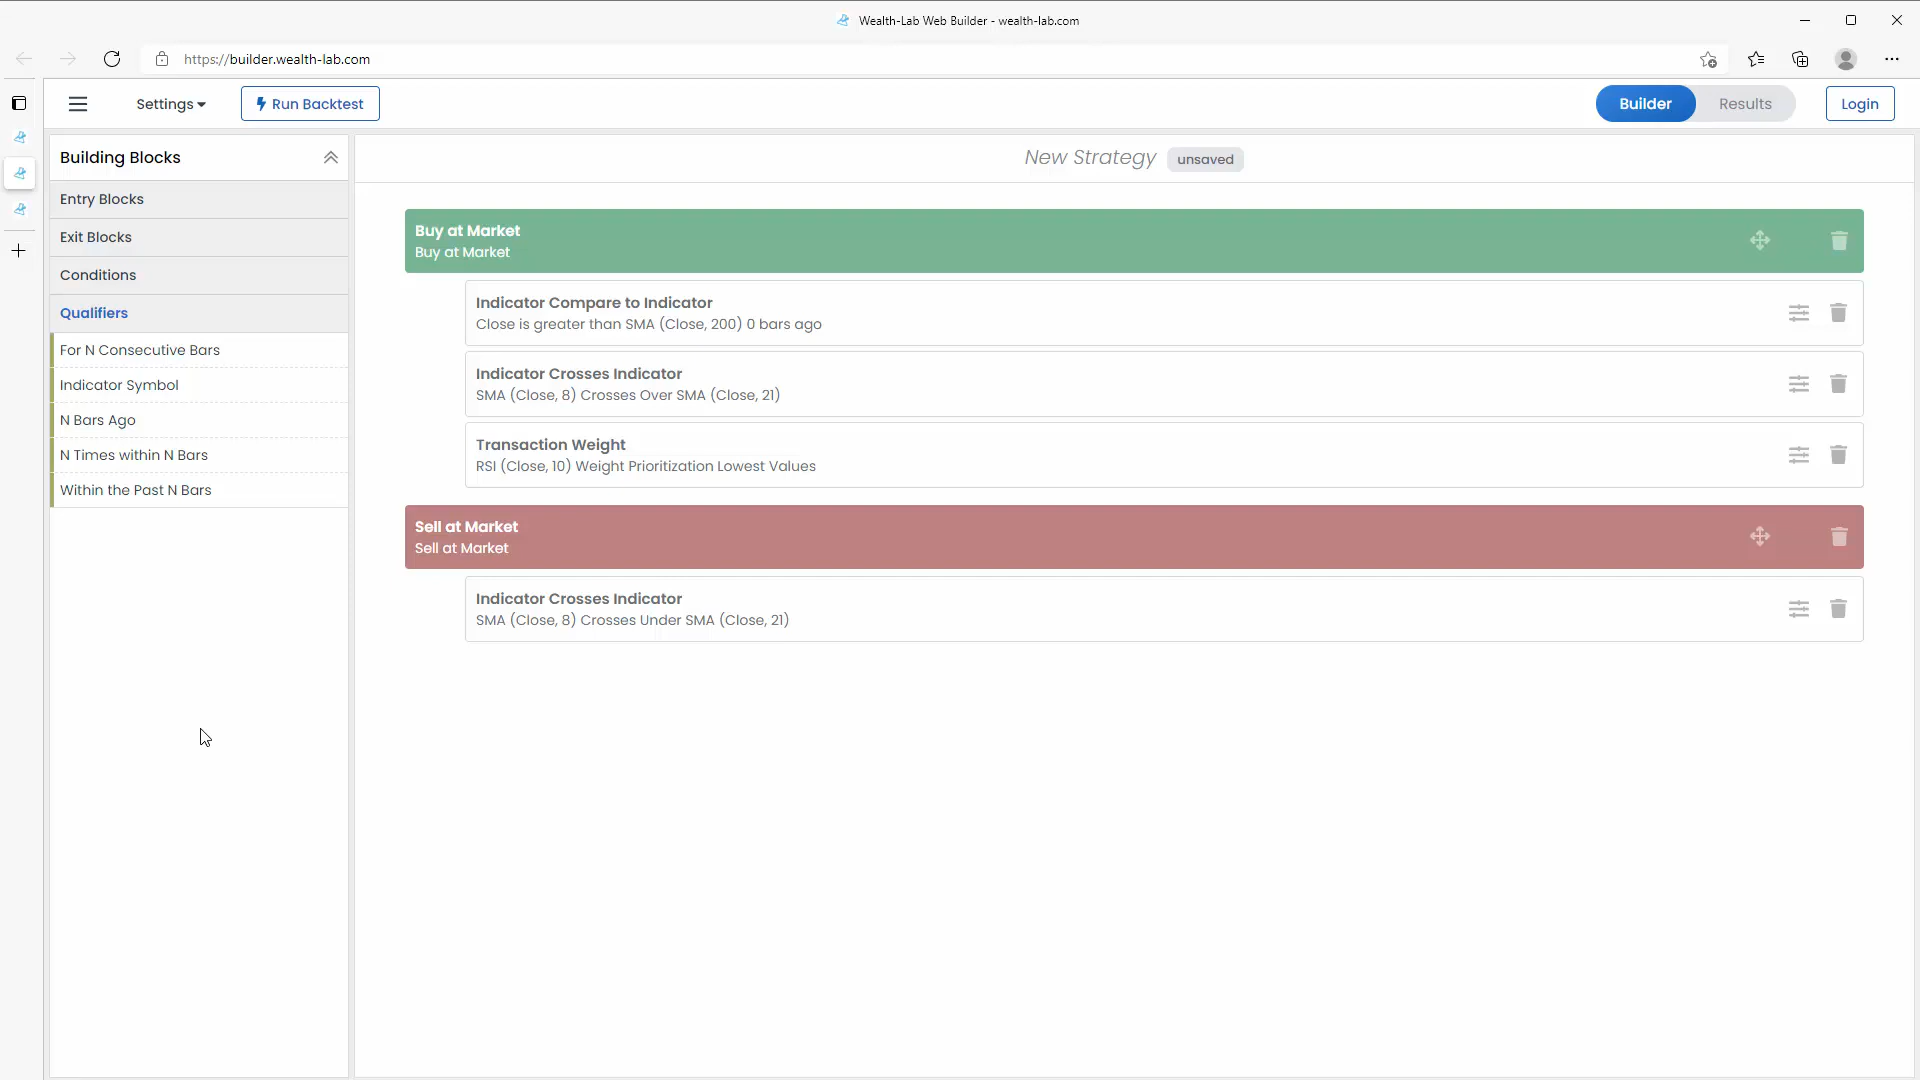 Wealth-Lab Web Builder - wealth-lab.com
https://builder.wealth-lab.com
Settings
Run Backtest
Builder
Results
Login
Building Blocks
Entry Blocks
Exit Blocks
Conditions
Qualifiers
For N Consecutive Bars
Indicator Symbol
N Bars Ago
N Times within N Bars
Within the Past N Bars
New Strategy unsaved
Buy at Market
Buy at Market
Indicator Compare to Indicator
Close is greater than SMA (Close, 200) 0 bars ago
Indicator Crosses Indicator
SMA (Close, 8) Crosses Over SMA (Close, 21)
Transaction Weight
RSI (Close, 10) Weight Prioritization Lowest Values
Sell at Market
Sell at Market
Indicator Crosses Indicator
SMA (Close, 8) Crosses Under SMA (Close, 21)